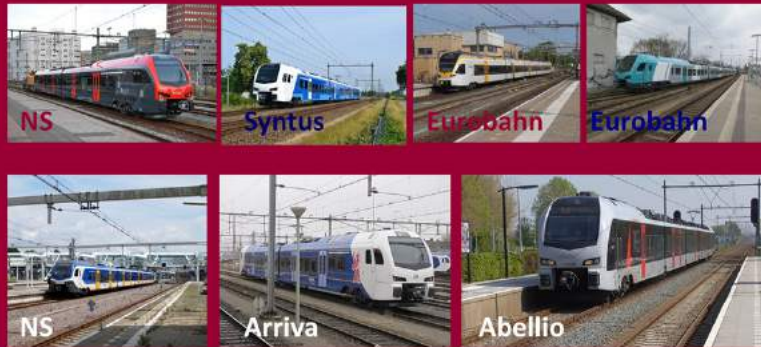 NS
Syntus
Eurobahn
Eurobahn
NS
Arriva
Abellio